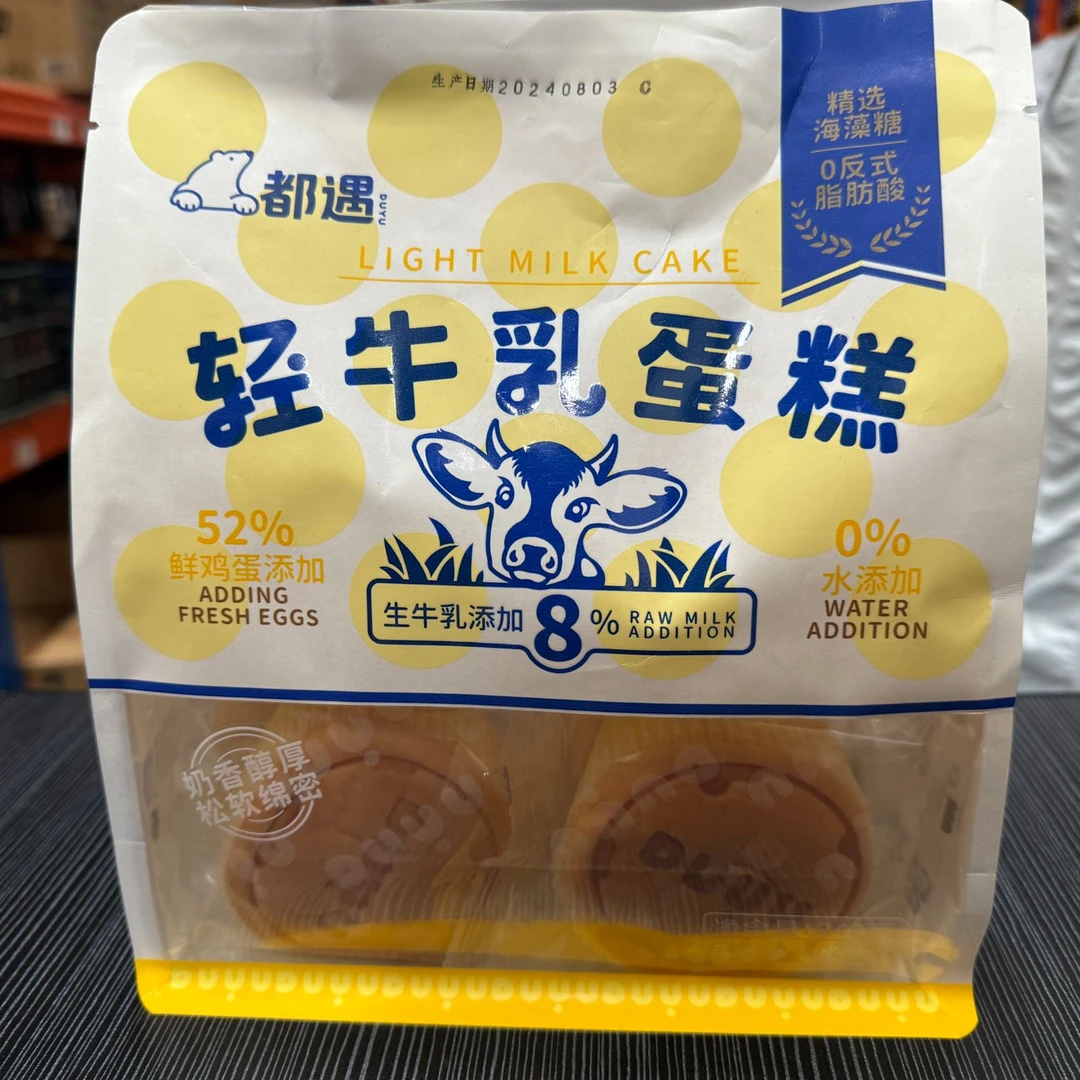 生产日期20240803 C
精选
海藻糖
0反式
脂肪酸
都遇
DUYU
LIGHT MILK CAKE
轻牛乳蛋糕
52%
鲜鸡蛋添加
ADDING
FRESH EGGS
生牛乳添加8%
RAW MILK
ADDITION
0%
水添加
WATER
ADDITION
奶香醇厚
松软绵密
DUYUDUYUDUYUDUYUDUYUDUYUDUYU